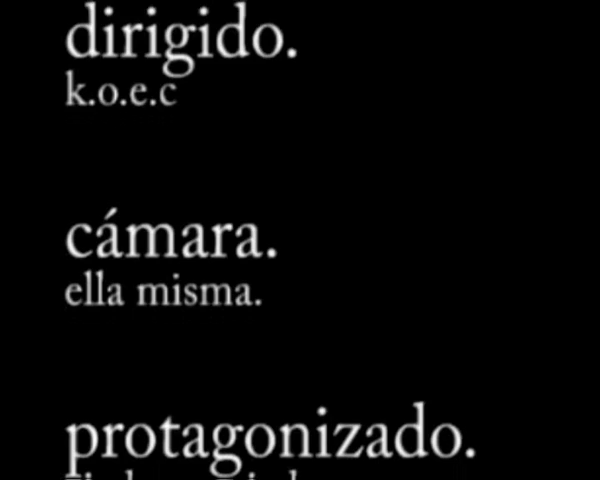 dirigido.
k.o.e.c
cámara.
ella misma.
protagonizado.